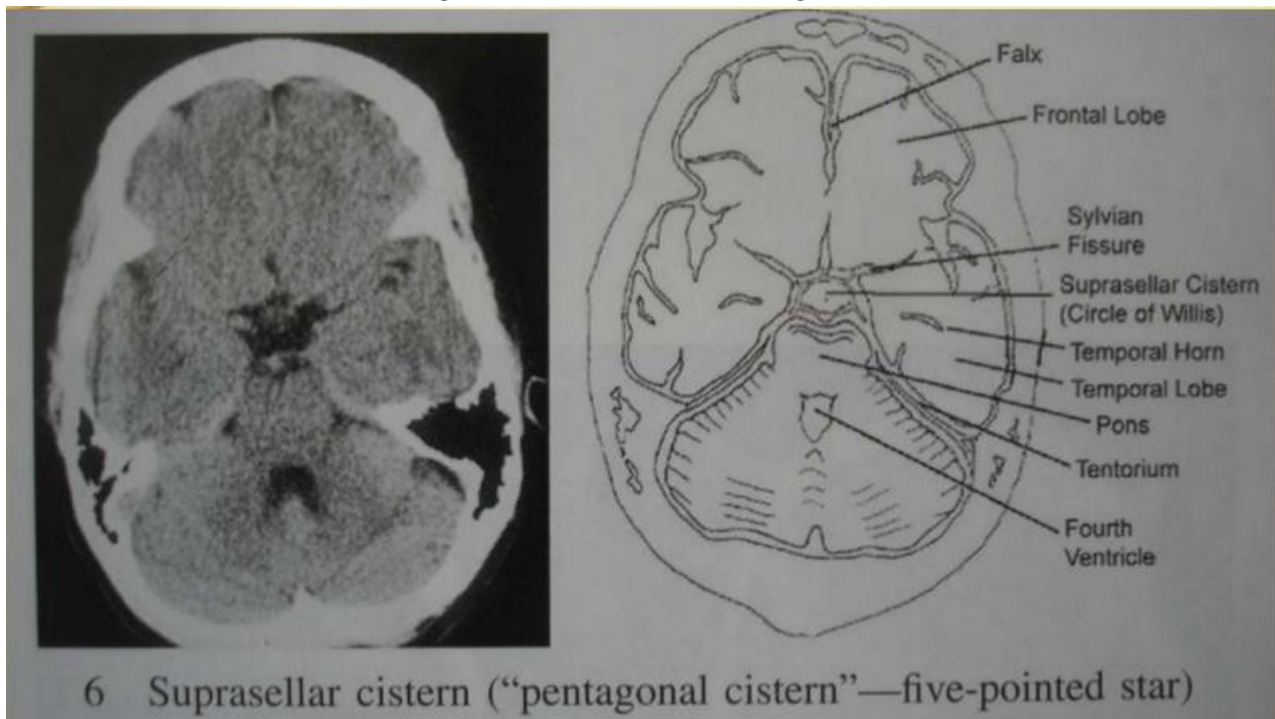 Falx
Frontal Lobe
Sylvian
Fissure
Suprasellar Cistern
(Circle of Willis)
Temporal Horn
Temporal Lobe
Pons
Tentorium
Fourth
Ventricle
6 Suprasellar cistern (“pentagonal cistern”—five-pointed star)